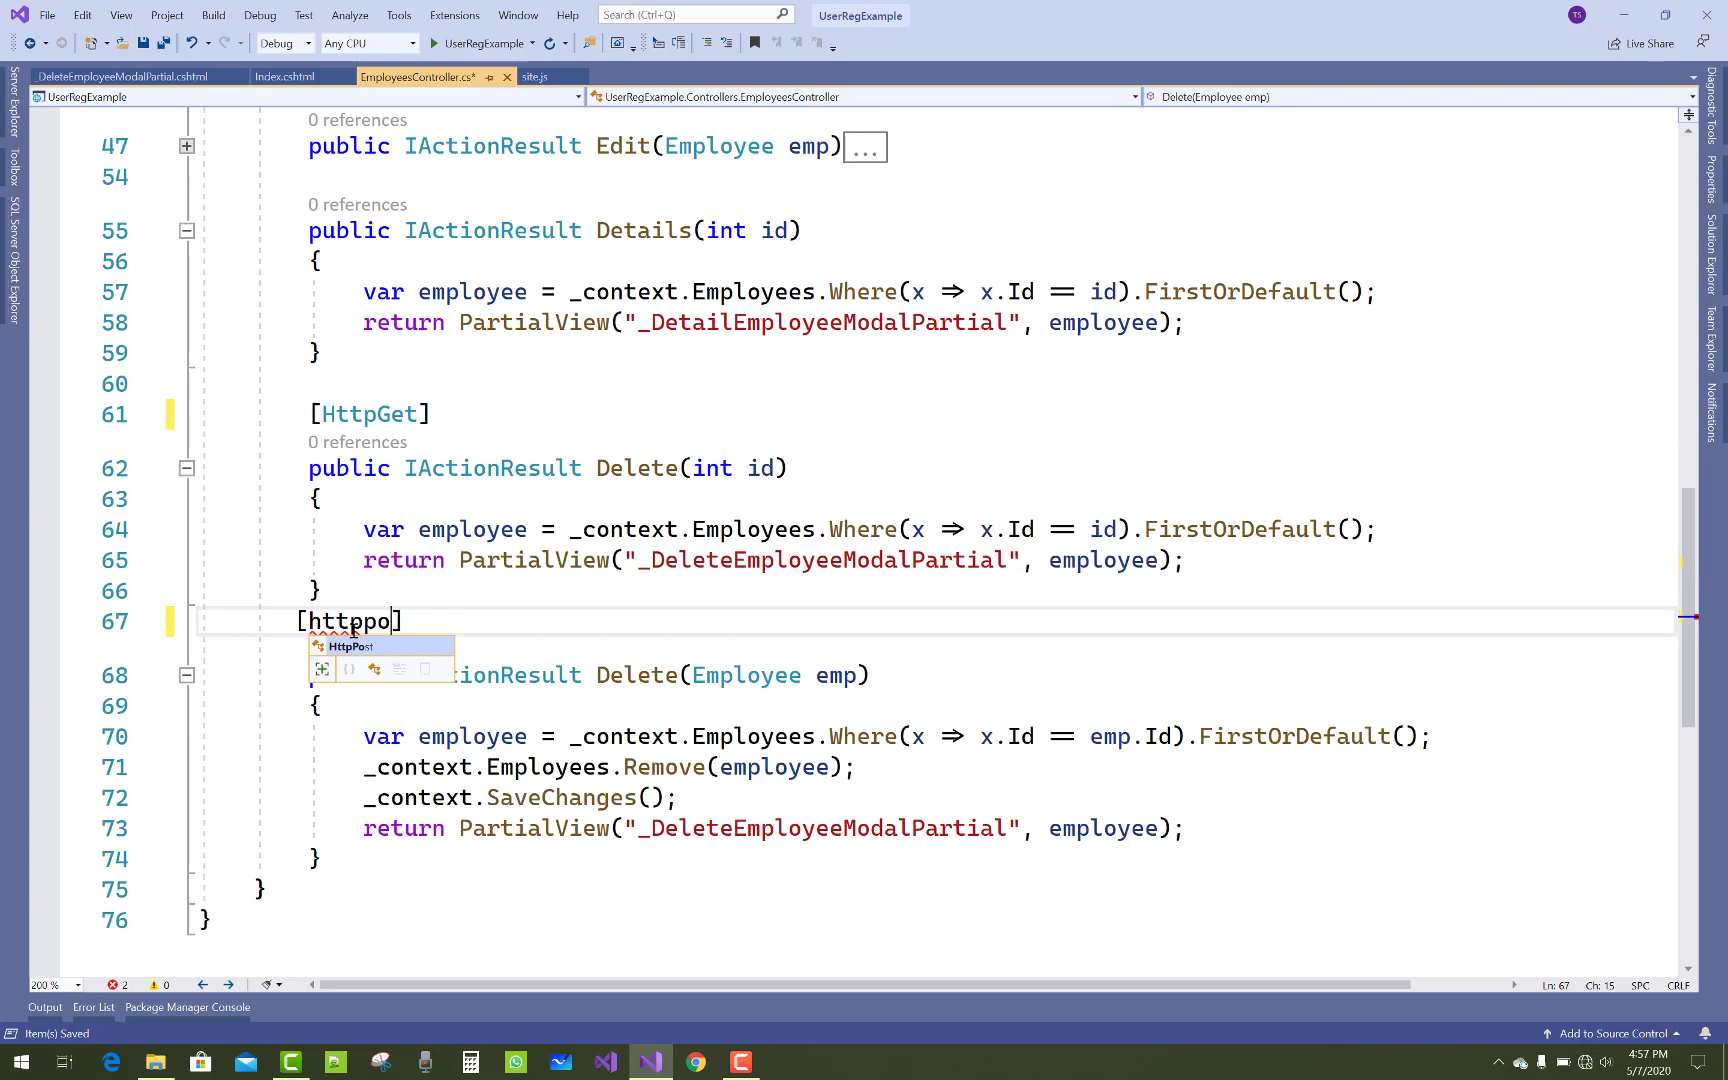 File Edit View Project Build Debug Test Analyze Tools Extensions Window Help Search (Ctrl+Q) UserRegExample TS
Debug Any CPU UserRegExample Live Share
_DeleteEmployeeModalPartial.cshtml Index.cshtml EmployeesController.cs* site.js
UserRegExample UserRegExample.Controllers.EmployeesController Delete(Employee emp)
Server Explorer
Toolbox
SQL Server Object Explorer
0 references
47 public IActionResult Edit(Employee emp)...
54
0 references
55 public IActionResult Details(int id)
56 {
57 var employee = _context.Employees.Where(x => x.Id == id).FirstOrDefault();
58 return PartialView("_DetailEmployeeModalPartial", employee);
59 }
60
61 [HttpGet]
0 references
62 public IActionResult Delete(int id)
63 {
64 var employee = _context.Employees.Where(x => x.Id == id).FirstOrDefault();
65 return PartialView("_DeleteEmployeeModalPartial", employee);
66 }
67 [httppo]
HttpPost
68 ionResult Delete(Employee emp)
69 {
70 var employee = _context.Employees.Where(x => x.Id == emp.Id).FirstOrDefault();
71 _context.Employees.Remove(employee);
72 _context.SaveChanges();
73 return PartialView("_DeleteEmployeeModalPartial", employee);
74 }
75 }
76 }
Diagnostic Tools
Properties
Solution Explorer
Team Explorer
Notifications
200 % 2 0 Ln: 67 Ch: 15 SPC CRLF
Output Error List Package Manager Console
Item(s) Saved Add to Source Control
4:57 PM
5/7/2020